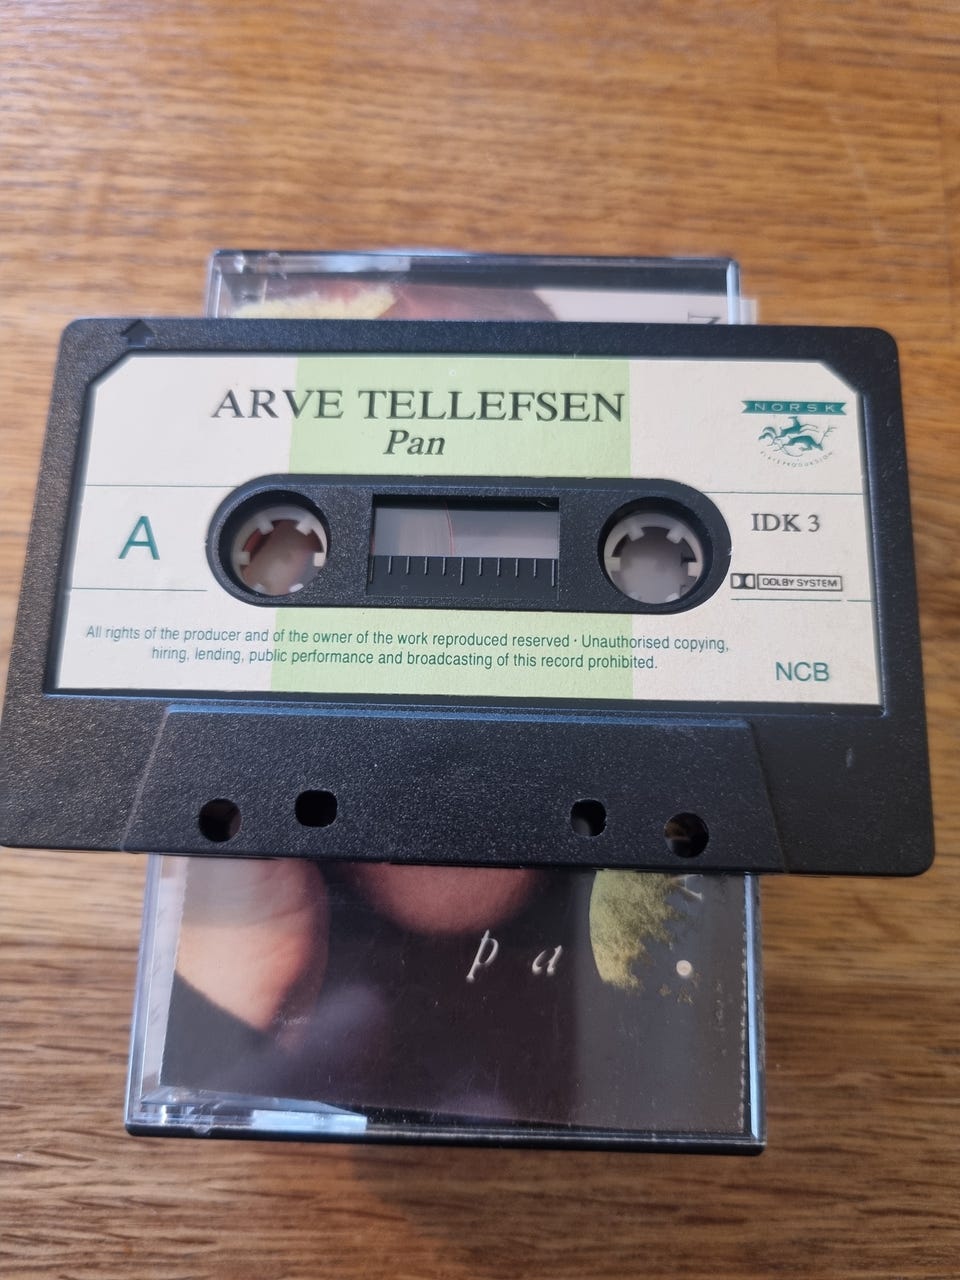 ARVE TELLEFSEN
Pan
NORSK
PLATEPRODUKSJON
A
IDK 3
DOLBY SYSTEM
All rights of the producer and of the owner of the work reproduced reserved · Unauthorised copying,
hiring, lending, public performance and broadcasting of this record prohibited.
NCB
p a